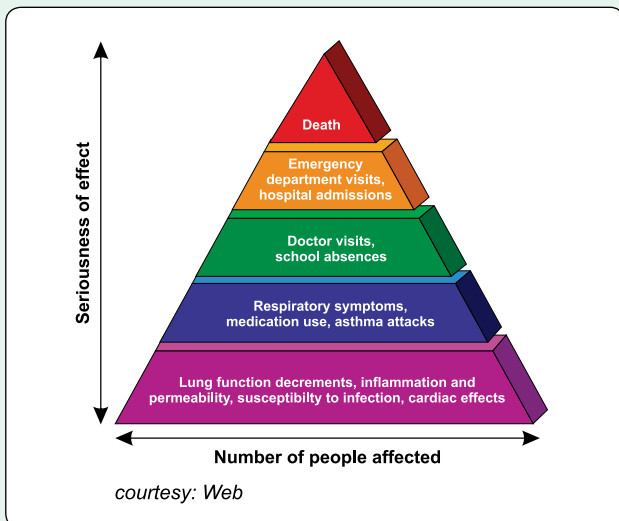 Death
Emergency
department visits,
hospital admissions
Doctor visits,
school absences
Respiratory symptoms,
medication use, asthma attacks
Lung function decrements, inflammation and
permeability, susceptibilty to infection, cardiac effects
Seriousness of effect
Number of people affected
courtesy: Web